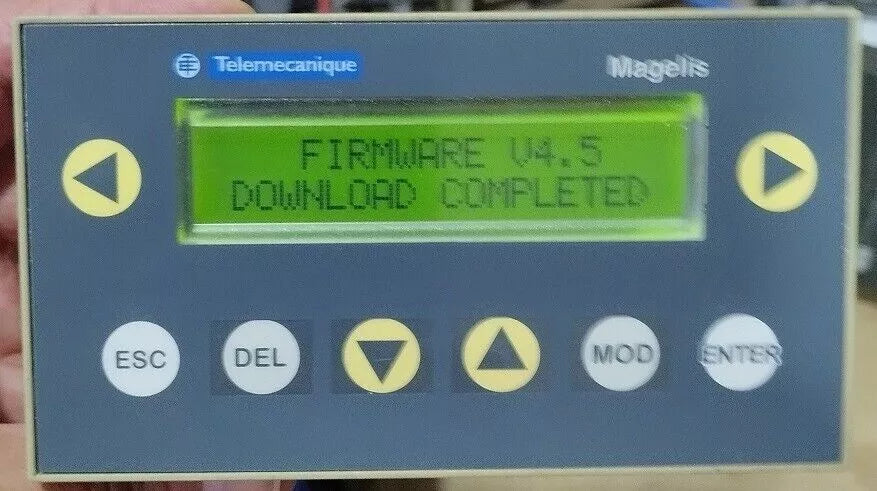 Telemecanique Magelis
FIRMWARE V4.5
DOWNLOAD COMPLETED
ESC DEL MOD ENTER